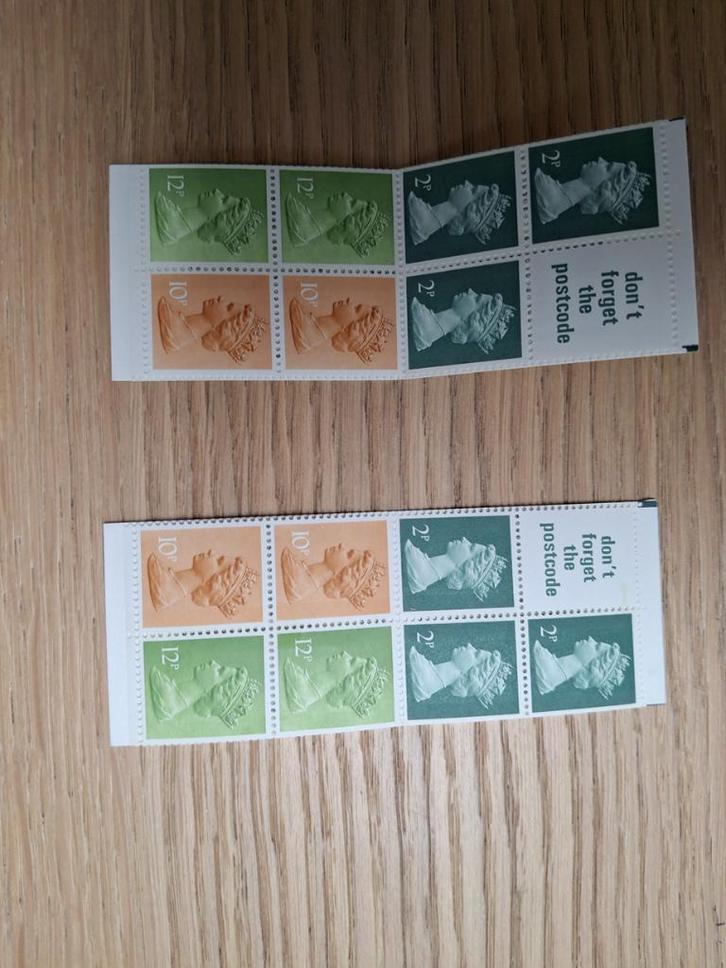 12P
12P
2P
2P
10P
10P
2P
don't
forget
the
postcode
10P
10P
2P
don't
forget
the
postcode
12P
12P
2P
2P